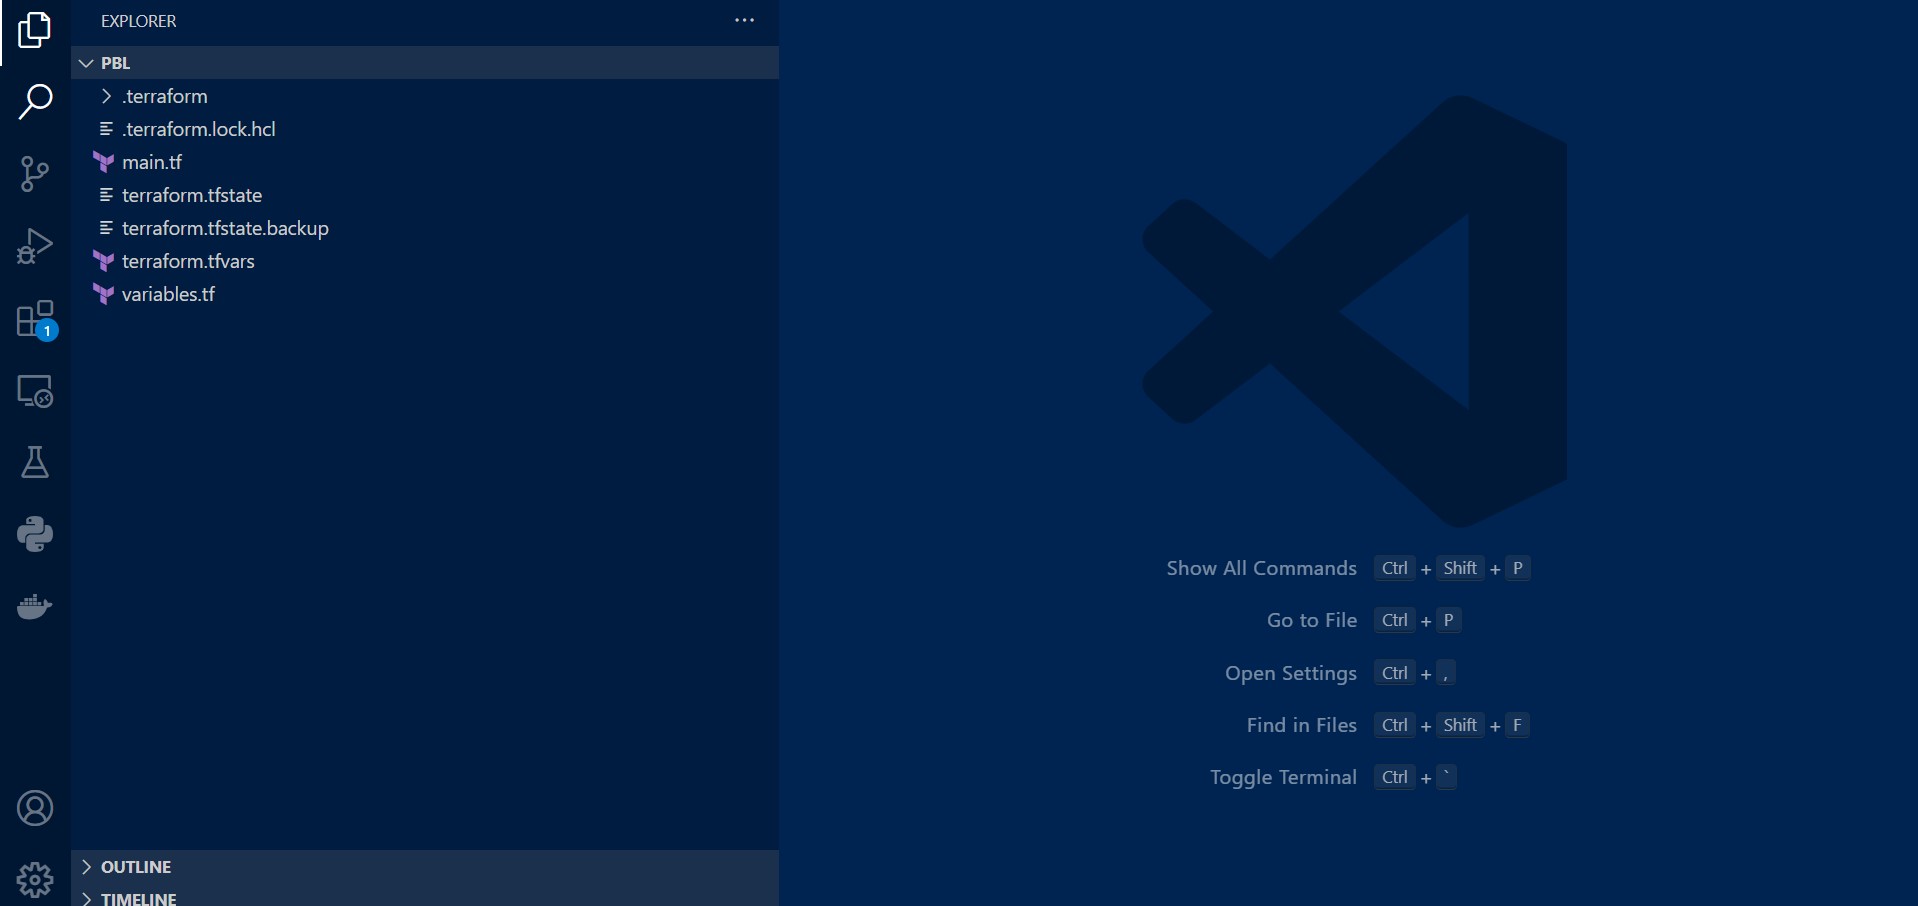 EXPLORER
PBL
.terraform
.terraform.lock.hcl
main.tf
terraform.tfstate
terraform.tfstate.backup
terraform.tfvars
variables.tf
1
OUTLINE
TIMELINE
Show All Commands Ctrl + Shift + P
Go to File Ctrl + P
Open Settings Ctrl + ,
Find in Files Ctrl + Shift + F
Toggle Terminal Ctrl + `